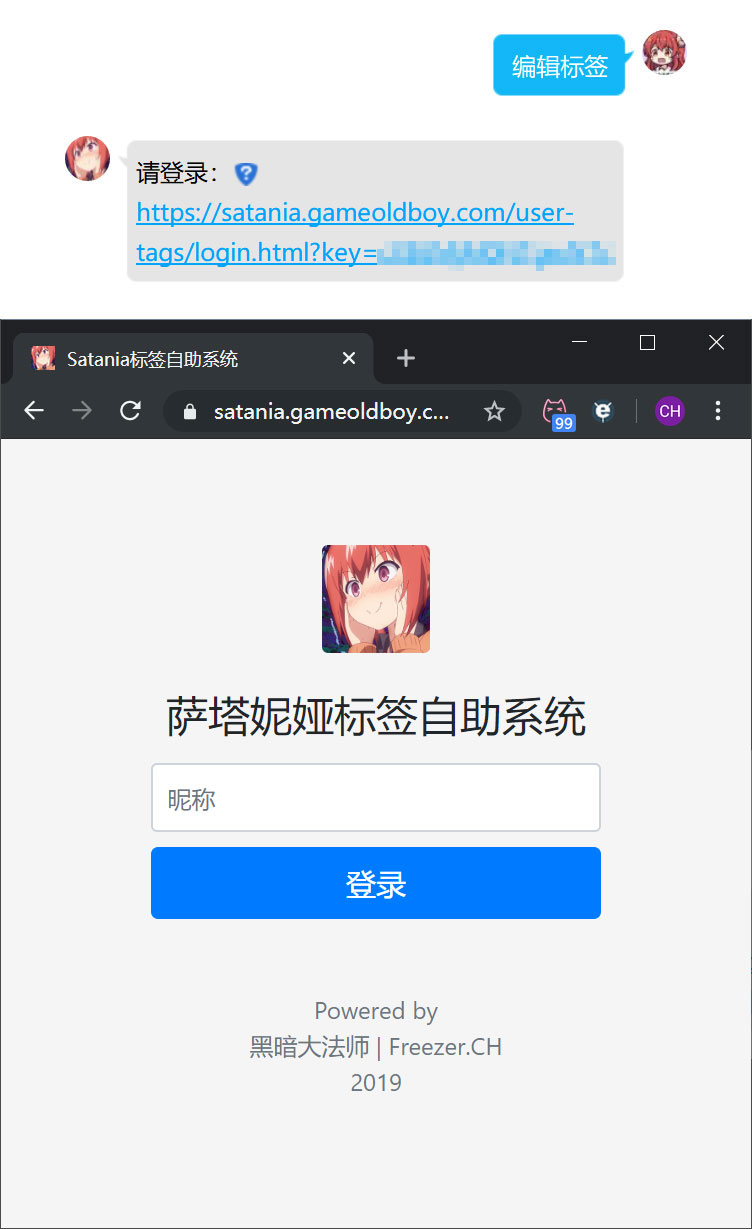 编辑标签
请登录：
https://satania.gameoldboy.com/user-
tags/login.html?key=
Satania标签自助系统
satania.gameoldboy.c...
99
CH
萨塔妮娅标签自助系统
昵称
登录
Powered by
黑暗大法师 | Freezer.CH
2019